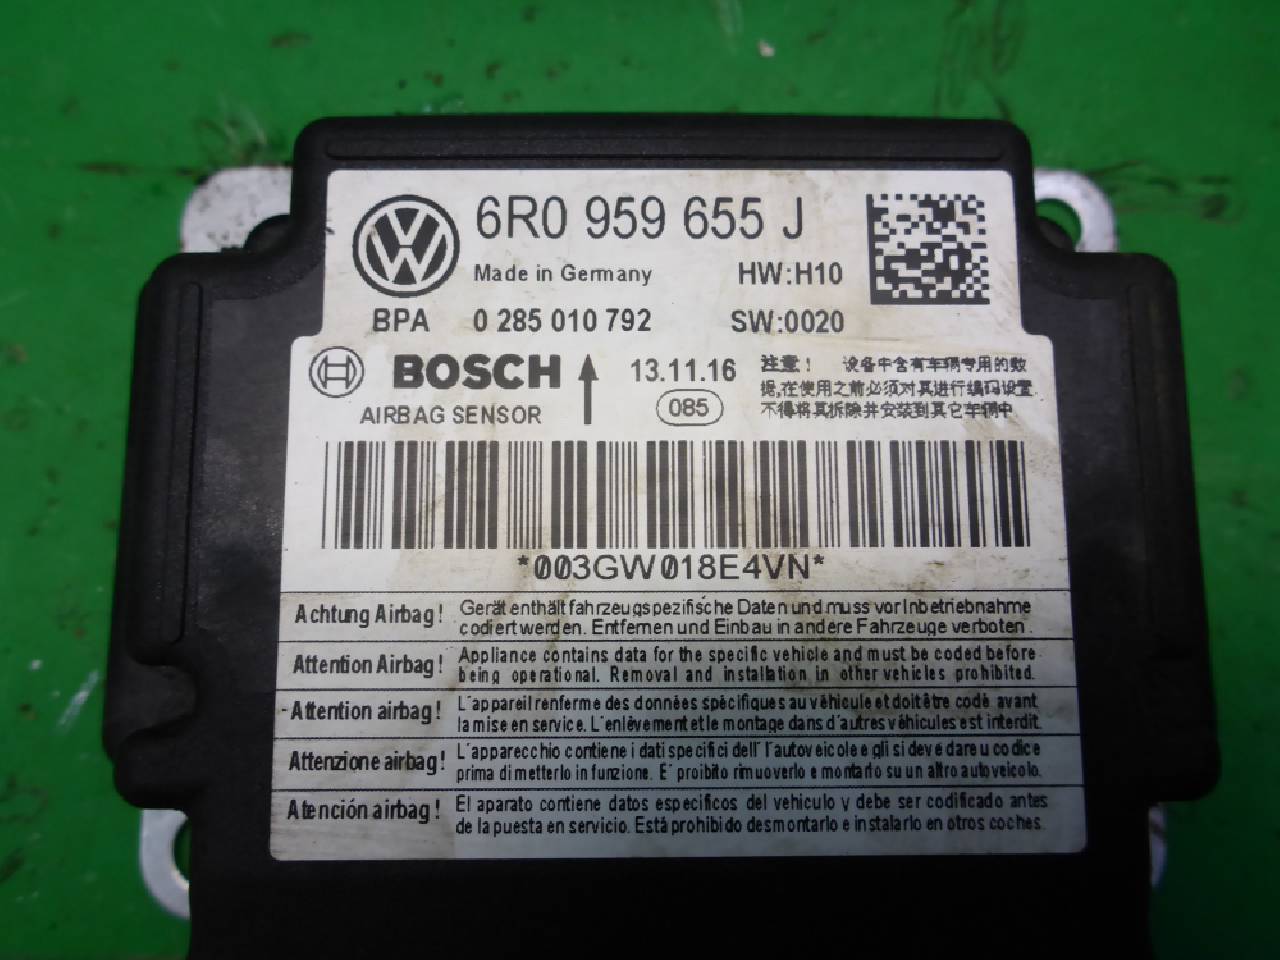 6R0 959 655 J
Made in Germany HW:H10
BPA 0 285 010 792 SW:0020
BOSCH 13.11.16
AIRBAG SENSOR 085
注意！ 设备中含有车辆专用的数
据,在使用之前必须对其进行编码设置.
不得将其拆除并安装到其它车辆中
*003GW018E4VN*
Achtung Airbag! Gerät enthält fahrzeugspezifische Daten und muss vor Inbetriebnahme
codiert werden. Entfernen und Einbau in andere Fahrzeuge verboten.
Attention Airbag! Appliance contains data for the specific vehicle and must be coded before
being operational. Removal and installation in other vehicles prohibited.
Attention airbag! L'appareil renferme des données spécifiques au véhicule et doit être codé avant
la mise en service. L'enlèvement et le montage dans d'autres véhicules est interdit.
Attenzione airbag! L'apparecchio contiene i dati specifici dell' l'autoveicolo e gli si deve dare u codice
prima di metterlo in funzione. E' proibito rimuoverlo e montarlo su un altro autoveicolo.
Atención airbag! El aparato contiene datos especificos del vehiculo y debe ser codificado antes
de la puesta en servicio. Está prohibido desmontarlo e instalarlo en otros coches.